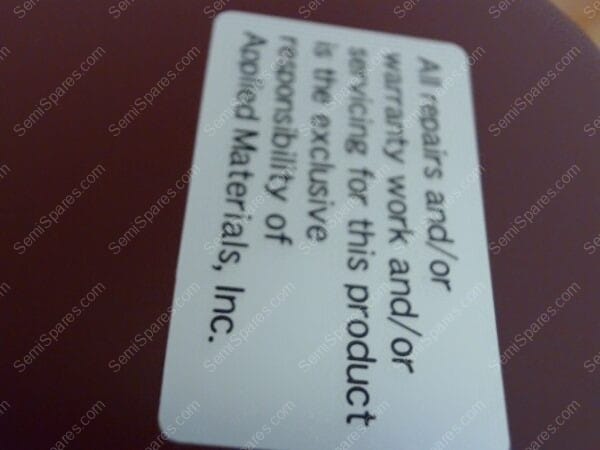 All repairs and/or
warranty work and/or
servicing for this product
is the exclusive
responsibility of
Applied Materials, Inc.
SemiSpares.com